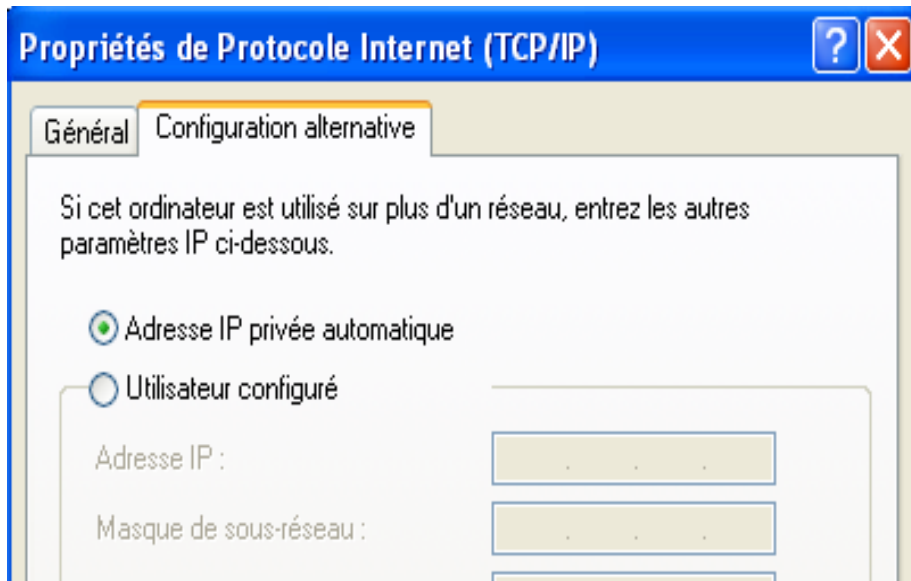 Propriétés de Protocole Internet (TCP/IP)
Général
Configuration alternative
Si cet ordinateur est utilisé sur plus d'un réseau, entrez les autres
paramètres IP ci-dessous.
Adresse IP privée automatique
Utilisateur configuré
Adresse IP :
Masque de sous-réseau :